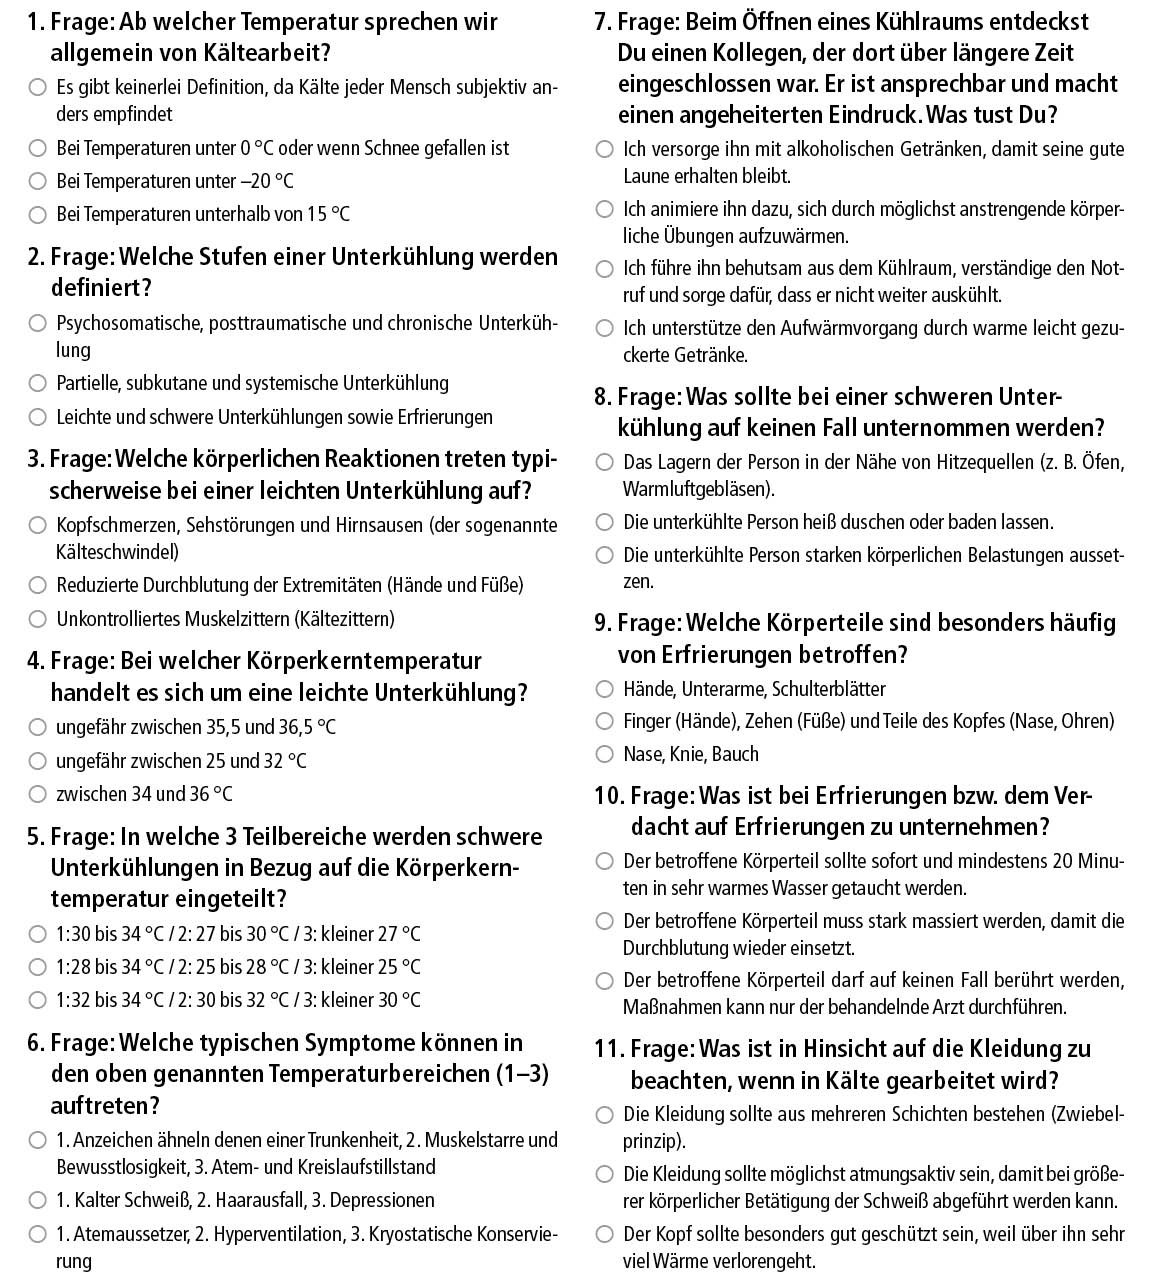 1. Frage: Ab welcher Temperatur sprechen wir
allgemein von Kältearbeit?
Es gibt keinerlei Definition, da Kälte jeder Mensch subjektiv an-
ders empfindet
Bei Temperaturen unter 0 °C oder wenn Schnee gefallen ist
Bei Temperaturen unter –20 °C
Bei Temperaturen unterhalb von 15 °C
2. Frage: Welche Stufen einer Unterkühlung werden
definiert?
Psychosomatische, posttraumatische und chronische Unterküh-
lung
Partielle, subkutane und systemische Unterkühlung
Leichte und schwere Unterkühlungen sowie Erfrierungen
3. Frage: Welche körperlichen Reaktionen treten typi-
scherweise bei einer leichten Unterkühlung auf?
Kopfschmerzen, Sehstörungen und Hirnsausen (der sogenannte
Kälteschwindel)
Reduzierte Durchblutung der Extremitäten (Hände und Füße)
Unkontrolliertes Muskelzittern (Kältezittern)
4. Frage: Bei welcher Körperkerntemperatur
handelt es sich um eine leichte Unterkühlung?
ungefähr zwischen 35,5 und 36,5 °C
ungefähr zwischen 25 und 32 °C
zwischen 34 und 36 °C
5. Frage: In welche 3 Teilbereiche werden schwere
Unterkühlungen in Bezug auf die Körperkern-
temperatur eingeteilt?
1:30 bis 34 °C / 2: 27 bis 30 °C / 3: kleiner 27 °C
1:28 bis 34 °C / 2: 25 bis 28 °C / 3: kleiner 25 °C
1:32 bis 34 °C / 2: 30 bis 32 °C / 3: kleiner 30 °C
6. Frage: Welche typischen Symptome können in
den oben genannten Temperaturbereichen (1–3)
auftreten?
1. Anzeichen ähneln denen einer Trunkenheit, 2. Muskelstarre und
Bewusstlosigkeit, 3. Atem- und Kreislaufstillstand
1. Kalter Schweiß, 2. Haarausfall, 3. Depressionen
1. Atemaussetzer, 2. Hyperventilation, 3. Kryostatische Konservie-
rung
7. Frage: Beim Öffnen eines Kühlraums entdeckst
Du einen Kollegen, der dort über längere Zeit
eingeschlossen war. Er ist ansprechbar und macht
einen angeheiterten Eindruck. Was tust Du?
Ich versorge ihn mit alkoholischen Getränken, damit seine gute
Laune erhalten bleibt.
Ich animiere ihn dazu, sich durch möglichst anstrengende körper-
liche Übungen aufzuwärmen.
Ich führe ihn behutsam aus dem Kühlraum, verständige den Not-
ruf und sorge dafür, dass er nicht weiter auskühlt.
Ich unterstütze den Aufwärmvorgang durch warme leicht gezu-
ckerte Getränke.
8. Frage: Was sollte bei einer schweren Unter-
kühlung auf keinen Fall unternommen werden?
Das Lagern der Person in der Nähe von Hitzequellen (z. B. Öfen,
Warmluftgebläsen).
Die unterkühlte Person heiß duschen oder baden lassen.
Die unterkühlte Person starken körperlichen Belastungen ausset-
zen.
9. Frage: Welche Körperteile sind besonders häufig
von Erfrierungen betroffen?
Hände, Unterarme, Schulterblätter
Finger (Hände), Zehen (Füße) und Teile des Kopfes (Nase, Ohren)
Nase, Knie, Bauch
10. Frage: Was ist bei Erfrierungen bzw. dem Ver-
dacht auf Erfrierungen zu unternehmen?
Der betroffene Körperteil sollte sofort und mindestens 20 Minu-
ten in sehr warmes Wasser getaucht werden.
Der betroffene Körperteil muss stark massiert werden, damit die
Durchblutung wieder einsetzt.
Der betroffene Körperteil darf auf keinen Fall berührt werden,
Maßnahmen kann nur der behandelnde Arzt durchführen.
11. Frage: Was ist in Hinsicht auf die Kleidung zu
beachten, wenn in Kälte gearbeitet wird?
Die Kleidung sollte aus mehreren Schichten bestehen (Zwiebel-
prinzip).
Die Kleidung sollte möglichst atmungsaktiv sein, damit bei größe-
rer körperlicher Betätigung der Schweiß abgeführt werden kann.
Der Kopf sollte besonders gut geschützt sein, weil über ihn sehr
viel Wärme verlorengeht.